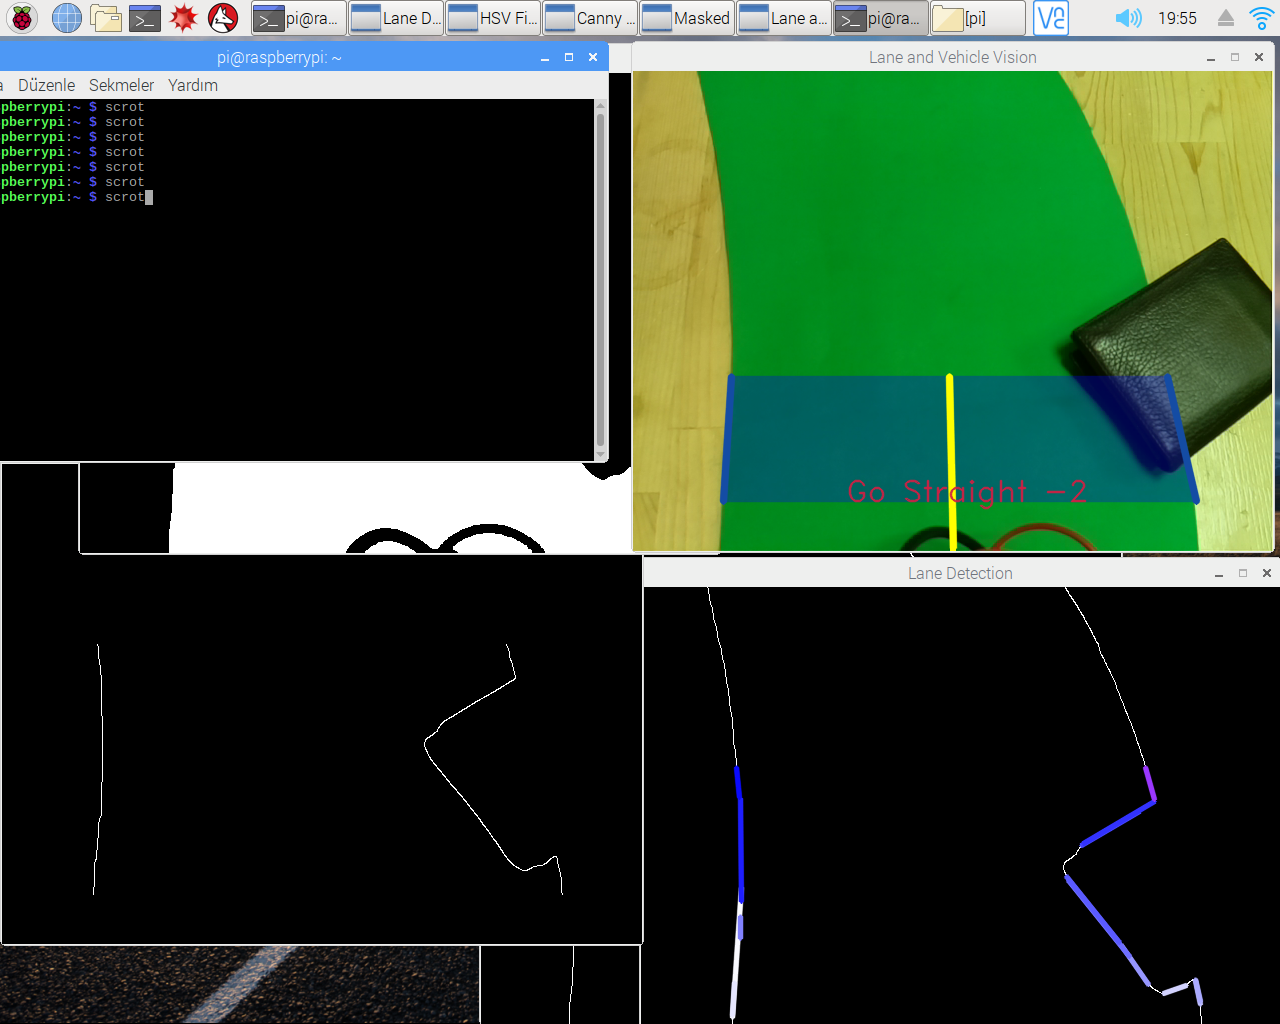 pi@ra...
Lane D...
HSV Fi...
Canny ...
Masked
Lane a...
pi@ra...
[pi]
19:55
pi@raspberrypi: ~
a Düzenle Sekmeler Yardım
pberrypi:~ $ scrot
pberrypi:~ $ scrot
pberrypi:~ $ scrot
pberrypi:~ $ scrot
pberrypi:~ $ scrot
pberrypi:~ $ scrot
pberrypi:~ $ scrot
Lane and Vehicle Vision
Go Straight -2
Lane Detection